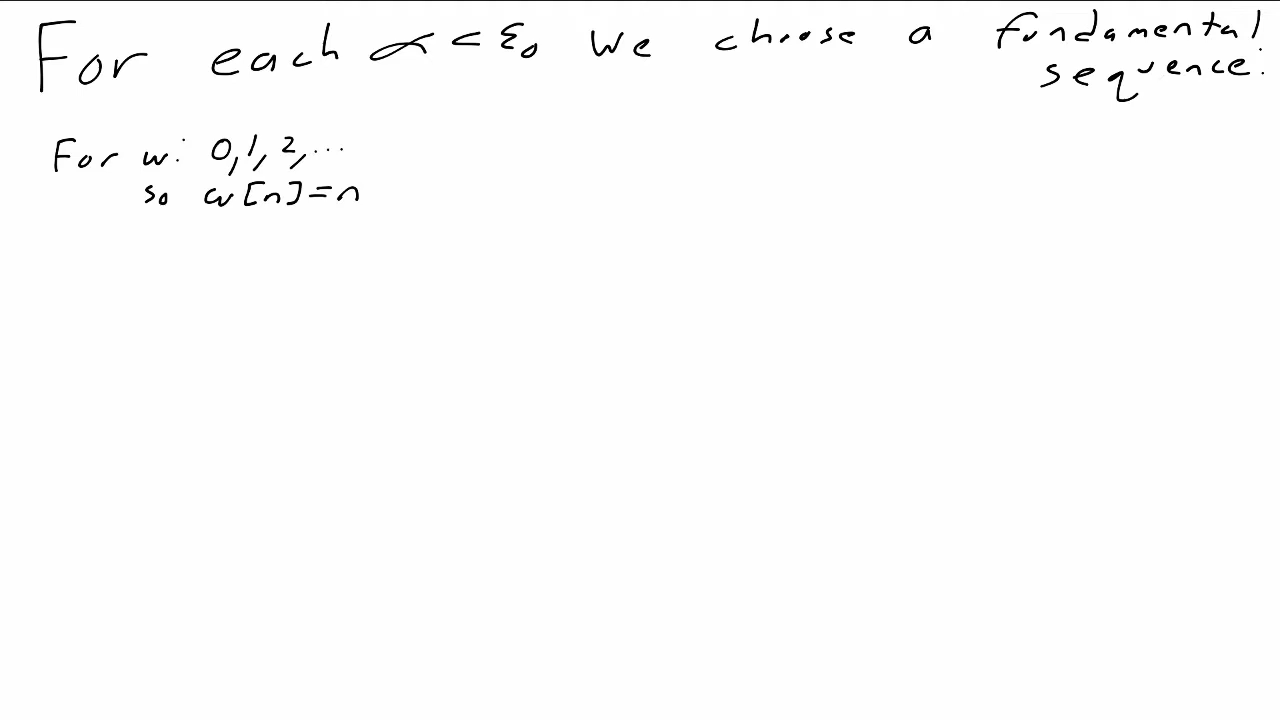 For each α < ε₀ we choose a fundamental
sequence:
For ω: 0, 1, 2, ...
so ω[n]=n